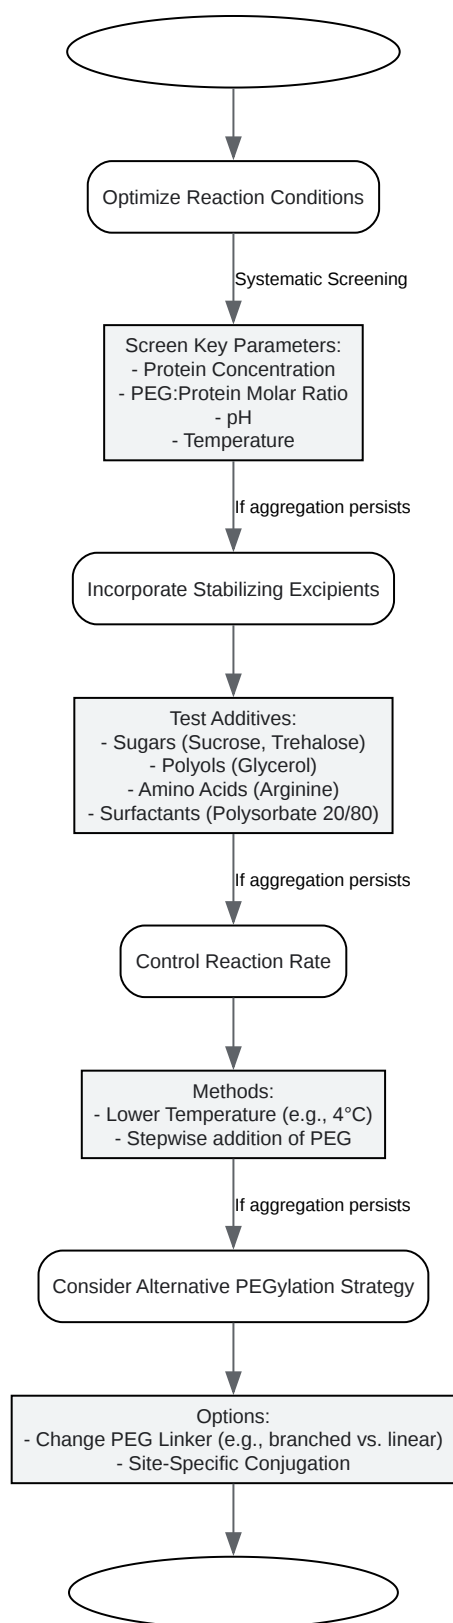 Optimize Reaction Conditions
Systematic Screening
Screen Key Parameters:
- Protein Concentration
- PEG:Protein Molar Ratio
- pH
- Temperature
If aggregation persists
Incorporate Stabilizing Excipients
Test Additives:
- Sugars (Sucrose, Trehalose)
- Polyols (Glycerol)
- Amino Acids (Arginine)
- Surfactants (Polysorbate 20/80)
If aggregation persists
Control Reaction Rate
Methods:
- Lower Temperature (e.g., 4°C)
- Stepwise addition of PEG
If aggregation persists
Consider Alternative PEGylation Strategy
Options:
- Change PEG Linker (e.g., branched vs. linear)
- Site-Specific Conjugation